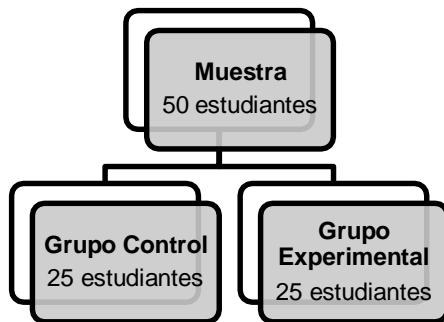 Muestra
50 estudiantes
Grupo Control
25 estudiantes
Grupo
Experimental
25 estudiantes